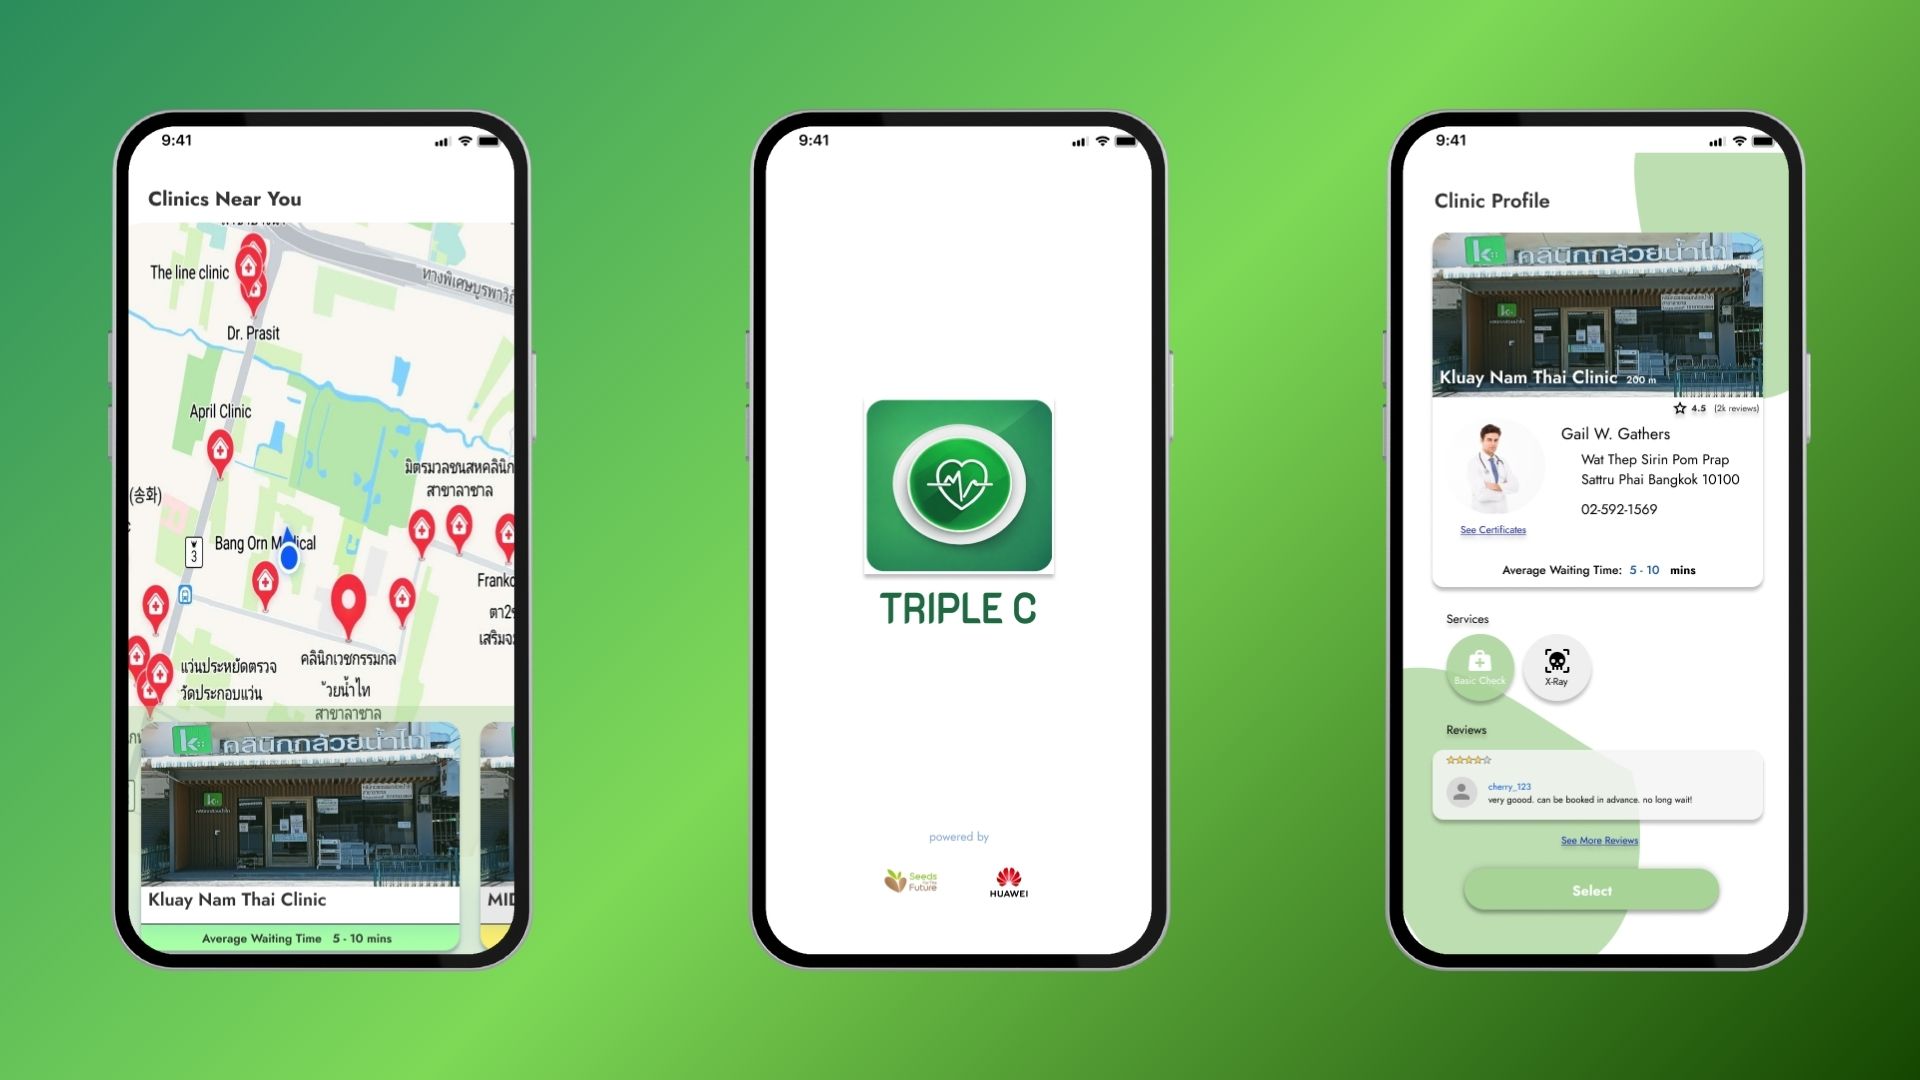 9:41
Clinics Near You
ทางพิเศษบูรพาวิถี
The line clinic
Dr. Prasit
April Clinic
มิตรมวลชนสหคลินิก
สาขาลาซาล
(송화)
3
Bang Orn Medical
Franko
ตา2
เสริมจม
แว่นประหยัดตรวจ
วัดประกอบแว่น
คลินิกเวชกรรมกล
้วยน้ำไท
สาขาลาซาล
k
คลินิกกล้วยน้ำไท
k
Kluay Nam Thai Clinic
MID
Average Waiting Time 5 - 10 mins
9:41
TRIPLE C
powered by
Seeds
For The
Future
HUAWEI
9:41
Clinic Profile
k
คลินิกกล้วยน้ำไท
k
Kluay Nam Thai Clinic 200 m
4.5 (2k reviews)
Gail W. Gathers
Wat Thep Sirin Pom Prap
Sattru Phai Bangkok 10100
02-592-1569
See Certificates
Average Waiting Time: 5 - 10 mins
Services
Basic Check
X-Ray
Reviews
cherry_123
very goood. can be booked in advance. no long wait!
See More Reviews
Select